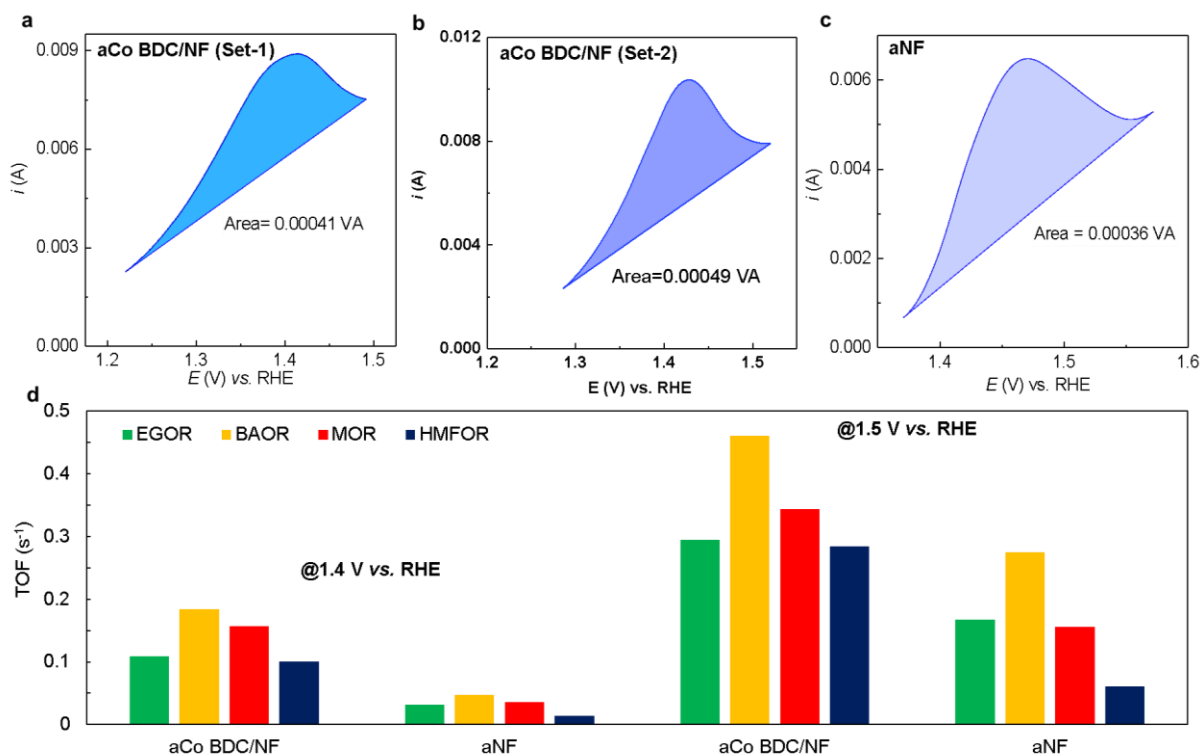 a
aCo BDC/NF (Set-1)
0.009
0.006
0.003
0.000
i (A)
Area= 0.00041 VA
1.2 1.3 1.4 1.5
E (V) vs. RHE
b
aCo BDC/NF (Set-2)
0.012
0.008
0.004
0.000
i (A)
Area=0.00049 VA
1.2 1.3 1.4 1.5
E (V) vs. RHE
c
aNF
0.006
0.004
0.002
0.000
i (A)
Area = 0.00036 VA
1.4 1.5 1.6
E (V) vs. RHE
d
EGOR BAOR MOR HMFOR
@1.5 V vs. RHE
@1.4 V vs. RHE
0.5
0.4
0.3
0.2
0.1
0
TOF (s⁻¹)
aCo BDC/NF aNF aCo BDC/NF aNF